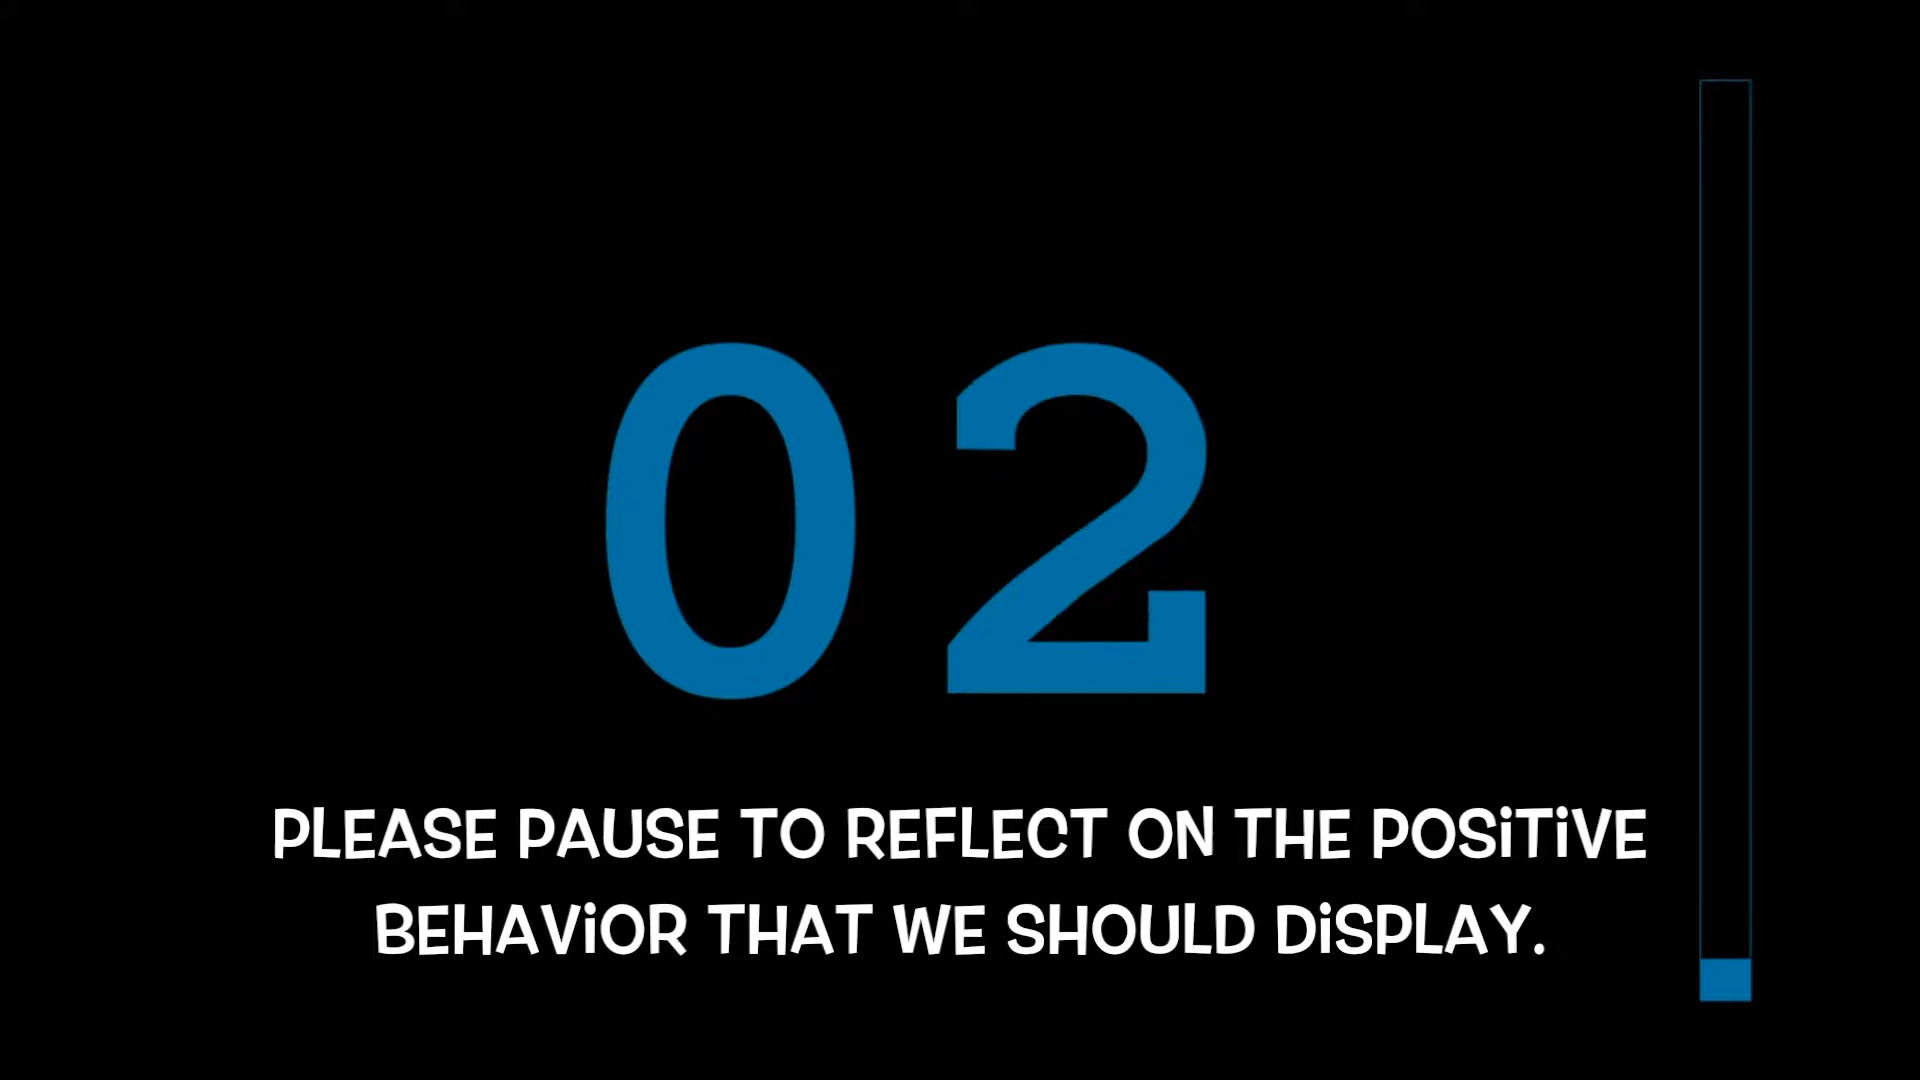 02
PLEASE PAUSE TO REFLECT ON THE POSiTiVE
BEHAViOR THAT WE SHOULD DiSPLAY.